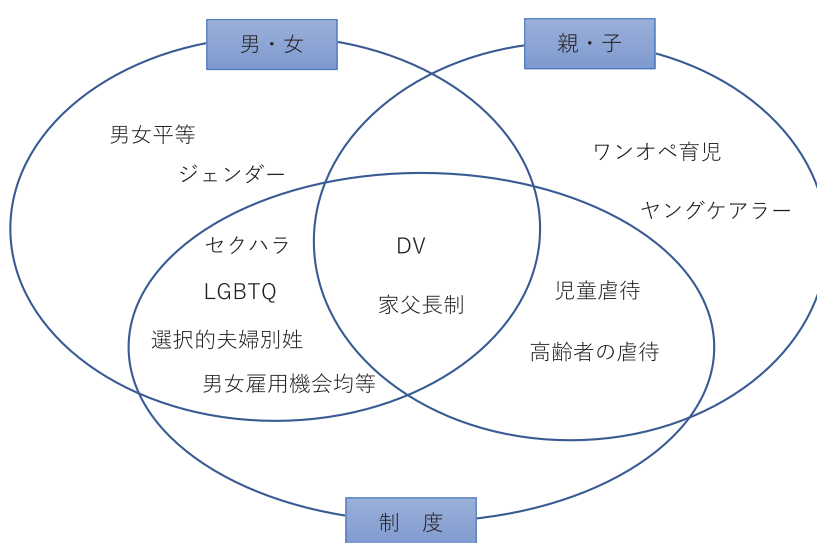 男・女
親・子
男女平等
ジェンダー
ワンオペ育児
ヤングケアラー
セクハラ
LGBTQ
選択的夫婦別姓
男女雇用機会均等
DV
家父長制
児童虐待
高齢者の虐待
制　度